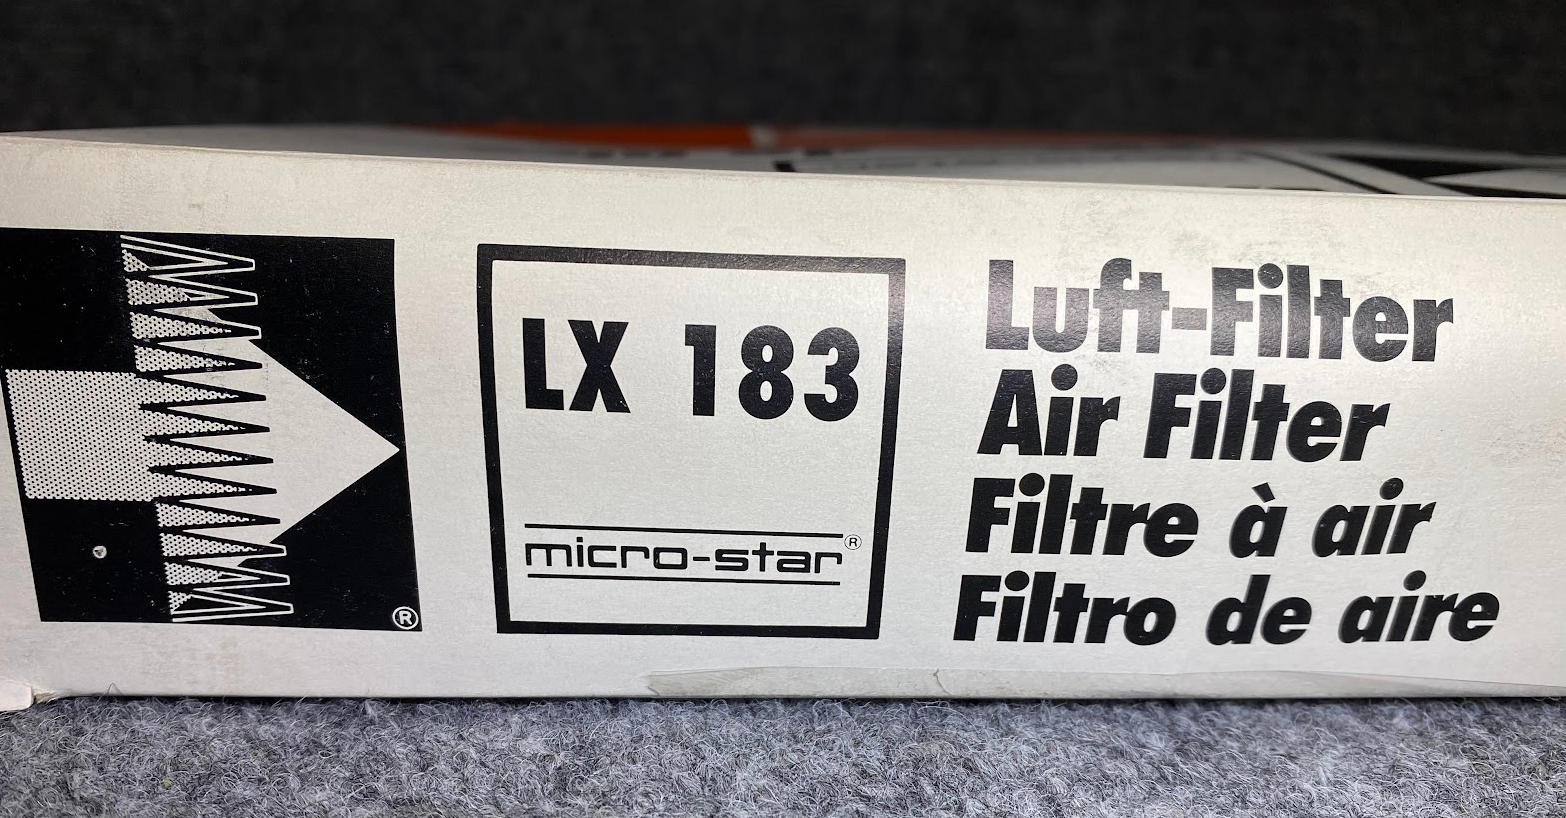 LX 183
micro-star®
Luft-Filter
Air Filter
Filtre à air
Filtro de aire
®